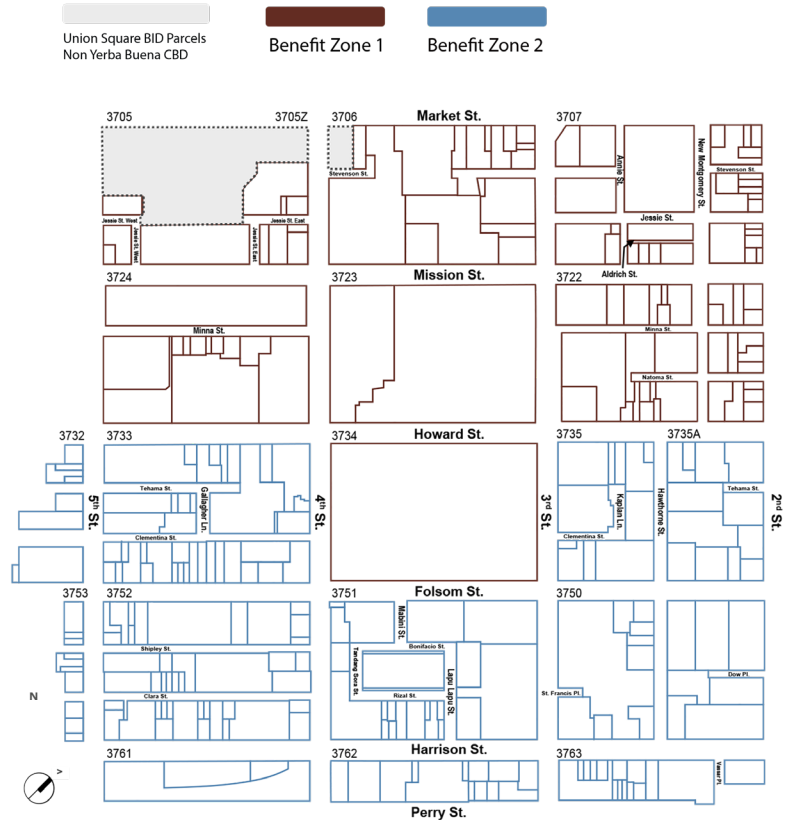 Union Square BID Parcels
Non Yerba Buena CBD
Benefit Zone 1
Benefit Zone 2
3705
3705Z
3706
Market St.
3707
Stevenson St.
Annie St.
New Montgomery St.
Stevenson St.
Jessie St. West
Jessie St. East
Jessie St.
Jessie St. West
Jessie St. East
Aldrich St.
3724
3723
Mission St.
3722
Minna St.
Minna St.
Natoma St.
3732
3733
3734
Howard St.
3735
3735A
Tehama St.
Tehama St.
5th St.
Gallagher Ln.
4th St.
3rd St.
Kaplan Ln.
Hawthorne St.
2nd St.
Clementina St.
Clementina St.
3753
3752
3751
Folsom St.
3750
Mabini St.
Shipley St.
Bonifacio St.
Tandang Sora St.
Lapu Lapu St.
Dow Pl.
N
Clara St.
Rizal St.
St. Francis Pl.
3761
3762
Harrison St.
3763
Vassar Pl.
>
Perry St.